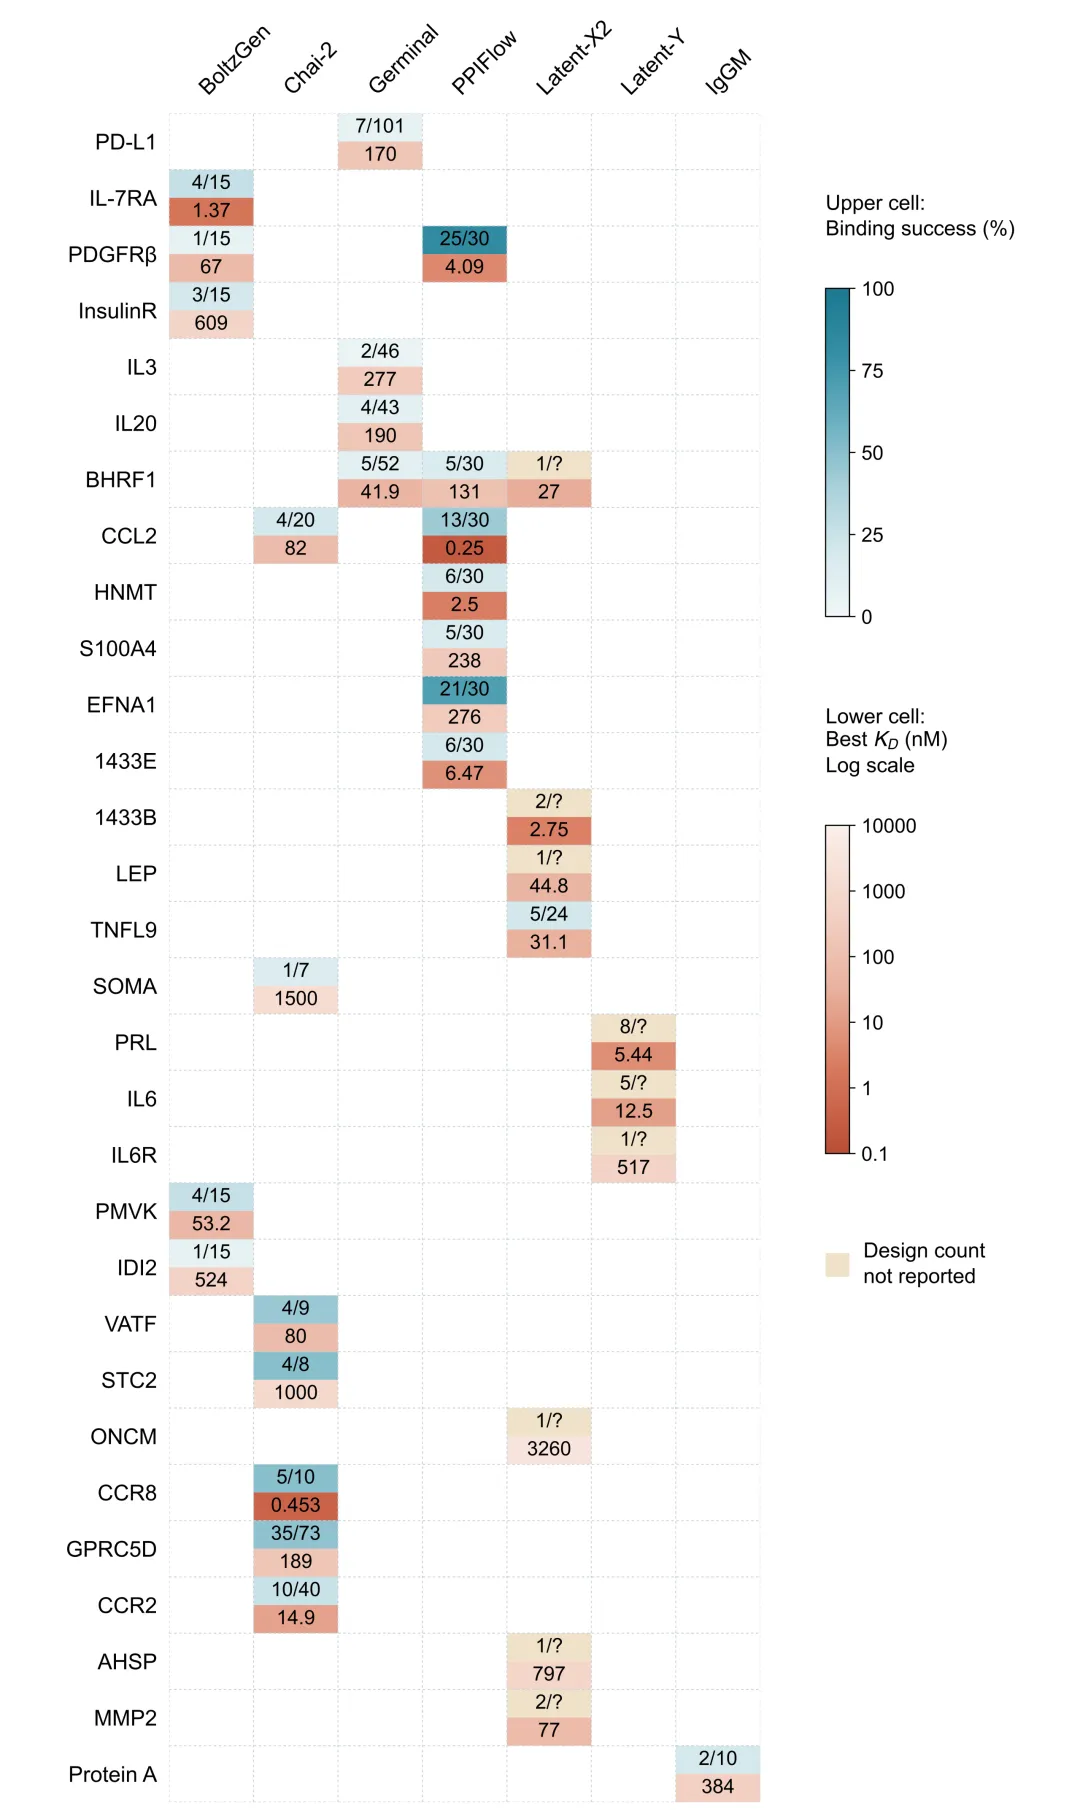 BoltzGen
Chai-2
Germinal
PPIFlow
Latent-X2
Latent-Y
IgGM
PD-L1
7/101
170
IL-7RA
4/15
1.37
PDGFRβ
1/15
25/30
67
4.09
InsulinR
3/15
609
IL3
2/46
277
IL20
4/43
190
BHRF1
5/52
5/30
1/?
41.9
131
27
CCL2
4/20
13/30
82
0.25
HNMT
6/30
2.5
S100A4
5/30
238
EFNA1
21/30
276
1433E
6/30
6.47
1433B
2/?
2.75
LEP
1/?
44.8
TNFL9
5/24
31.1
SOMA
1/7
1500
PRL
8/?
5.44
IL6
5/?
12.5
IL6R
1/?
517
PMVK
4/15
53.2
IDI2
1/15
524
VATF
4/9
80
STC2
4/8
1000
ONCM
1/?
3260
CCR8
5/10
0.453
GPRC5D
35/73
189
CCR2
10/40
14.9
AHSP
1/?
797
MMP2
2/?
77
Protein A
2/10
384
Upper cell:
Binding success (%)
100
75
50
25
0
Lower cell:
Best K_D (nM)
Log scale
10000
1000
100
10
1
0.1
Design count
not reported